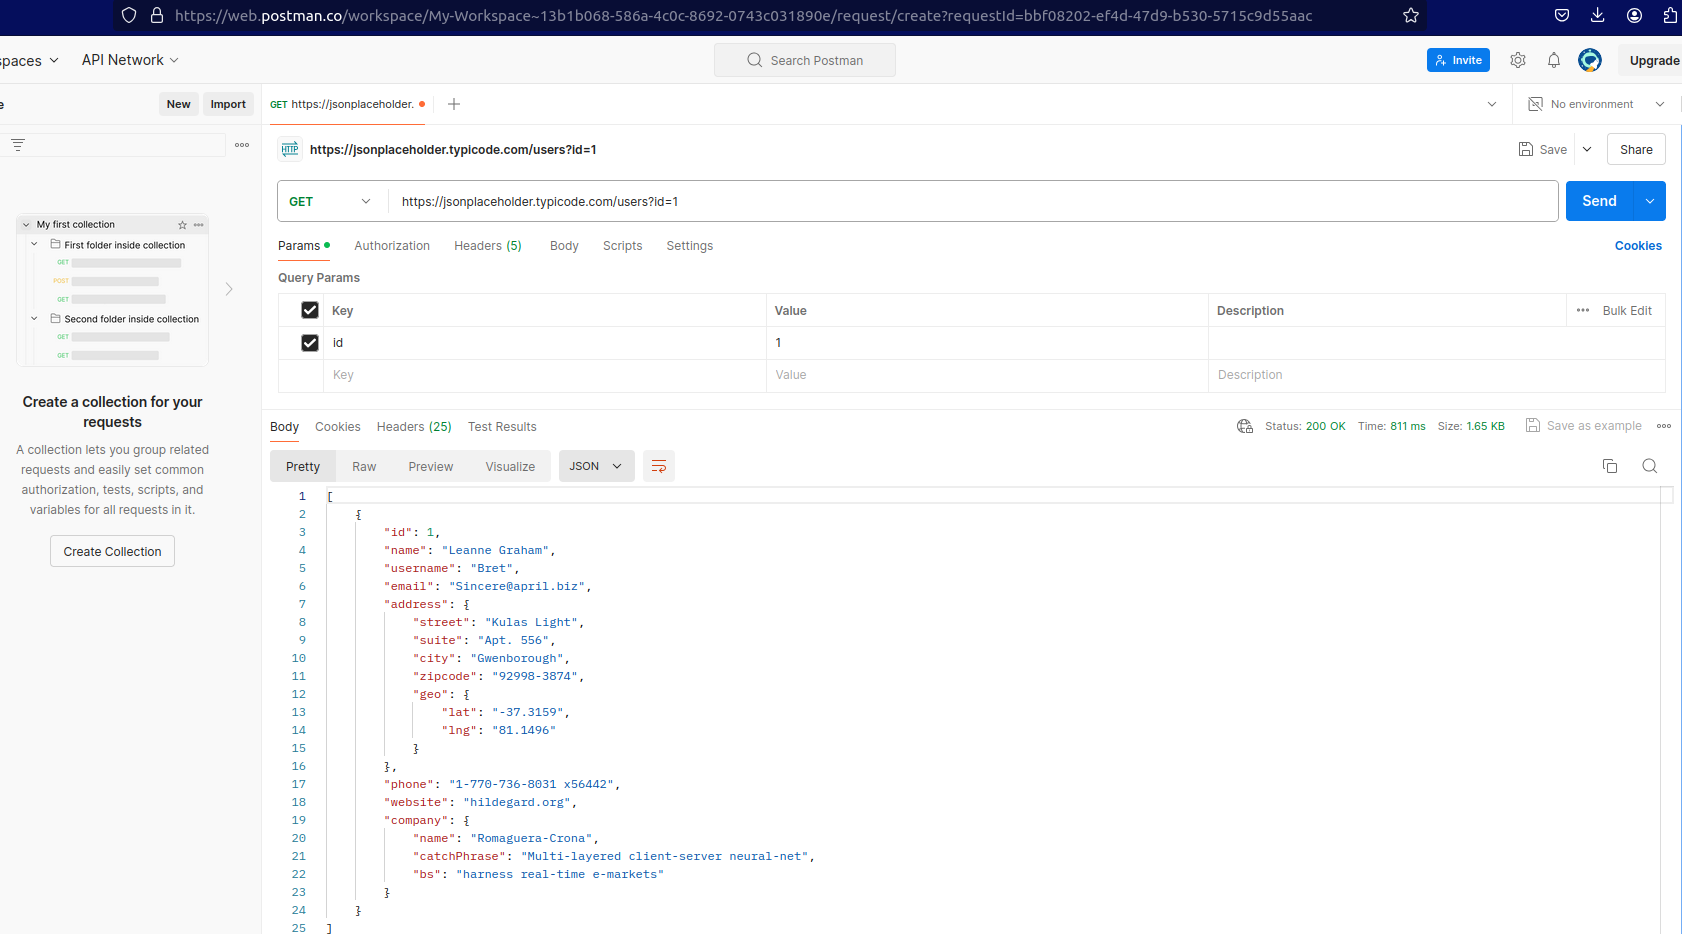 https://web.postman.co/workspace/My-Workspace~13b1b068-586a-4c0c-8692-0743c031890e/request/create?requestId=bbf08202-ef4d-47d9-b530-5715c9d55aac
paces API Network Search Postman Invite Upgrade
e New Import GET https://jsonplaceholder. No environment
HTTP https://jsonplaceholder.typicode.com/users?id=1 Save Share
GET https://jsonplaceholder.typicode.com/users?id=1 Send
Params Authorization Headers (5) Body Scripts Settings Cookies
Query Params
Key Value Description Bulk Edit
id 1
Key Value Description
My first collection
First folder inside collection
GET
POST
GET
Second folder inside collection
GET
GET
Create a collection for your
requests
A collection lets you group related
requests and easily set common
authorization, tests, scripts, and
variables for all requests in it.
Create Collection
Body Cookies Headers (25) Test Results Status: 200 OK Time: 811 ms Size: 1.65 KB Save as example
Pretty Raw Preview Visualize JSON
1 [
2 {
3 "id": 1,
4 "name": "Leanne Graham",
5 "username": "Bret",
6 "email": "Sincere@april.biz",
7 "address": {
8 "street": "Kulas Light",
9 "suite": "Apt. 556",
10 "city": "Gwenborough",
11 "zipcode": "92998-3874",
12 "geo": {
13 "lat": "-37.3159",
14 "lng": "81.1496"
15 }
16 },
17 "phone": "1-770-736-8031 x56442",
18 "website": "hildegard.org",
19 "company": {
20 "name": "Romaguera-Crona",
21 "catchPhrase": "Multi-layered client-server neural-net",
22 "bs": "harness real-time e-markets"
23 }
24 }
25 ]